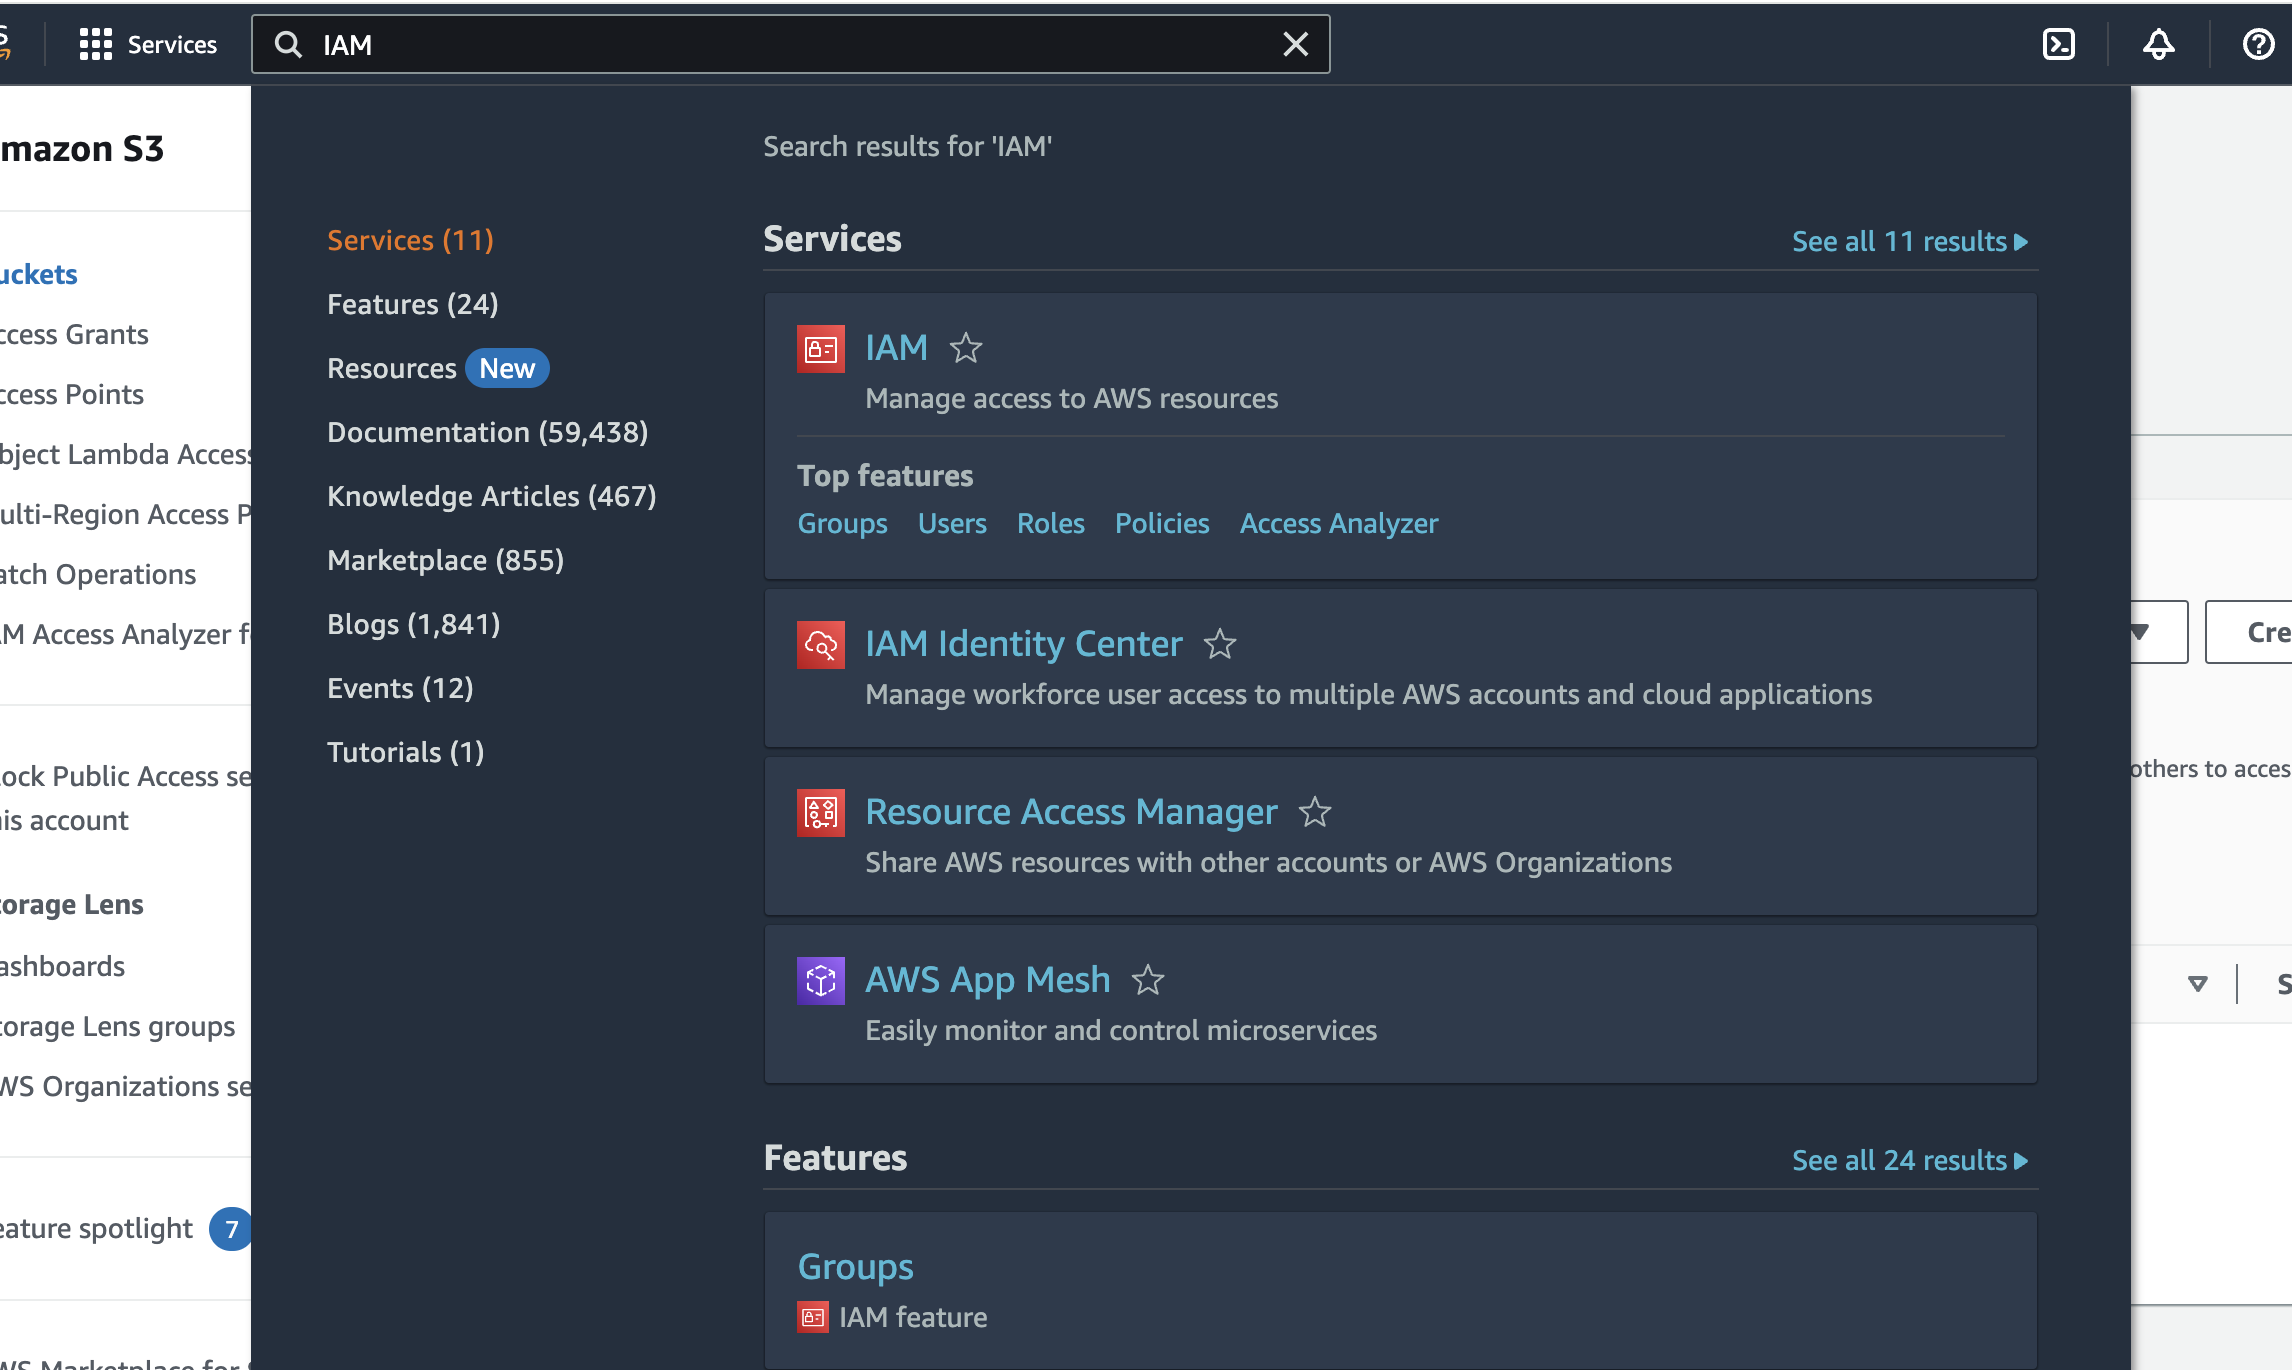 Services
IAM
mazon S3
uckets
ccess Grants
ccess Points
bject Lambda Access
ulti-Region Access P
atch Operations
AM Access Analyzer f
ock Public Access se
is account
orage Lens
ashboards
torage Lens groups
WS Organizations se
eature spotlight 7
WS Marketplace for S
Search results for 'IAM'
Services (11)
Features (24)
Resources New
Documentation (59,438)
Knowledge Articles (467)
Marketplace (855)
Blogs (1,841)
Events (12)
Tutorials (1)
Services
See all 11 results
IAM
Manage access to AWS resources
Top features
Groups Users Roles Policies Access Analyzer
IAM Identity Center
Manage workforce user access to multiple AWS accounts and cloud applications
Resource Access Manager
Share AWS resources with other accounts or AWS Organizations
AWS App Mesh
Easily monitor and control microservices
Features
See all 24 results
Groups
IAM feature
Cre
others to acces
S